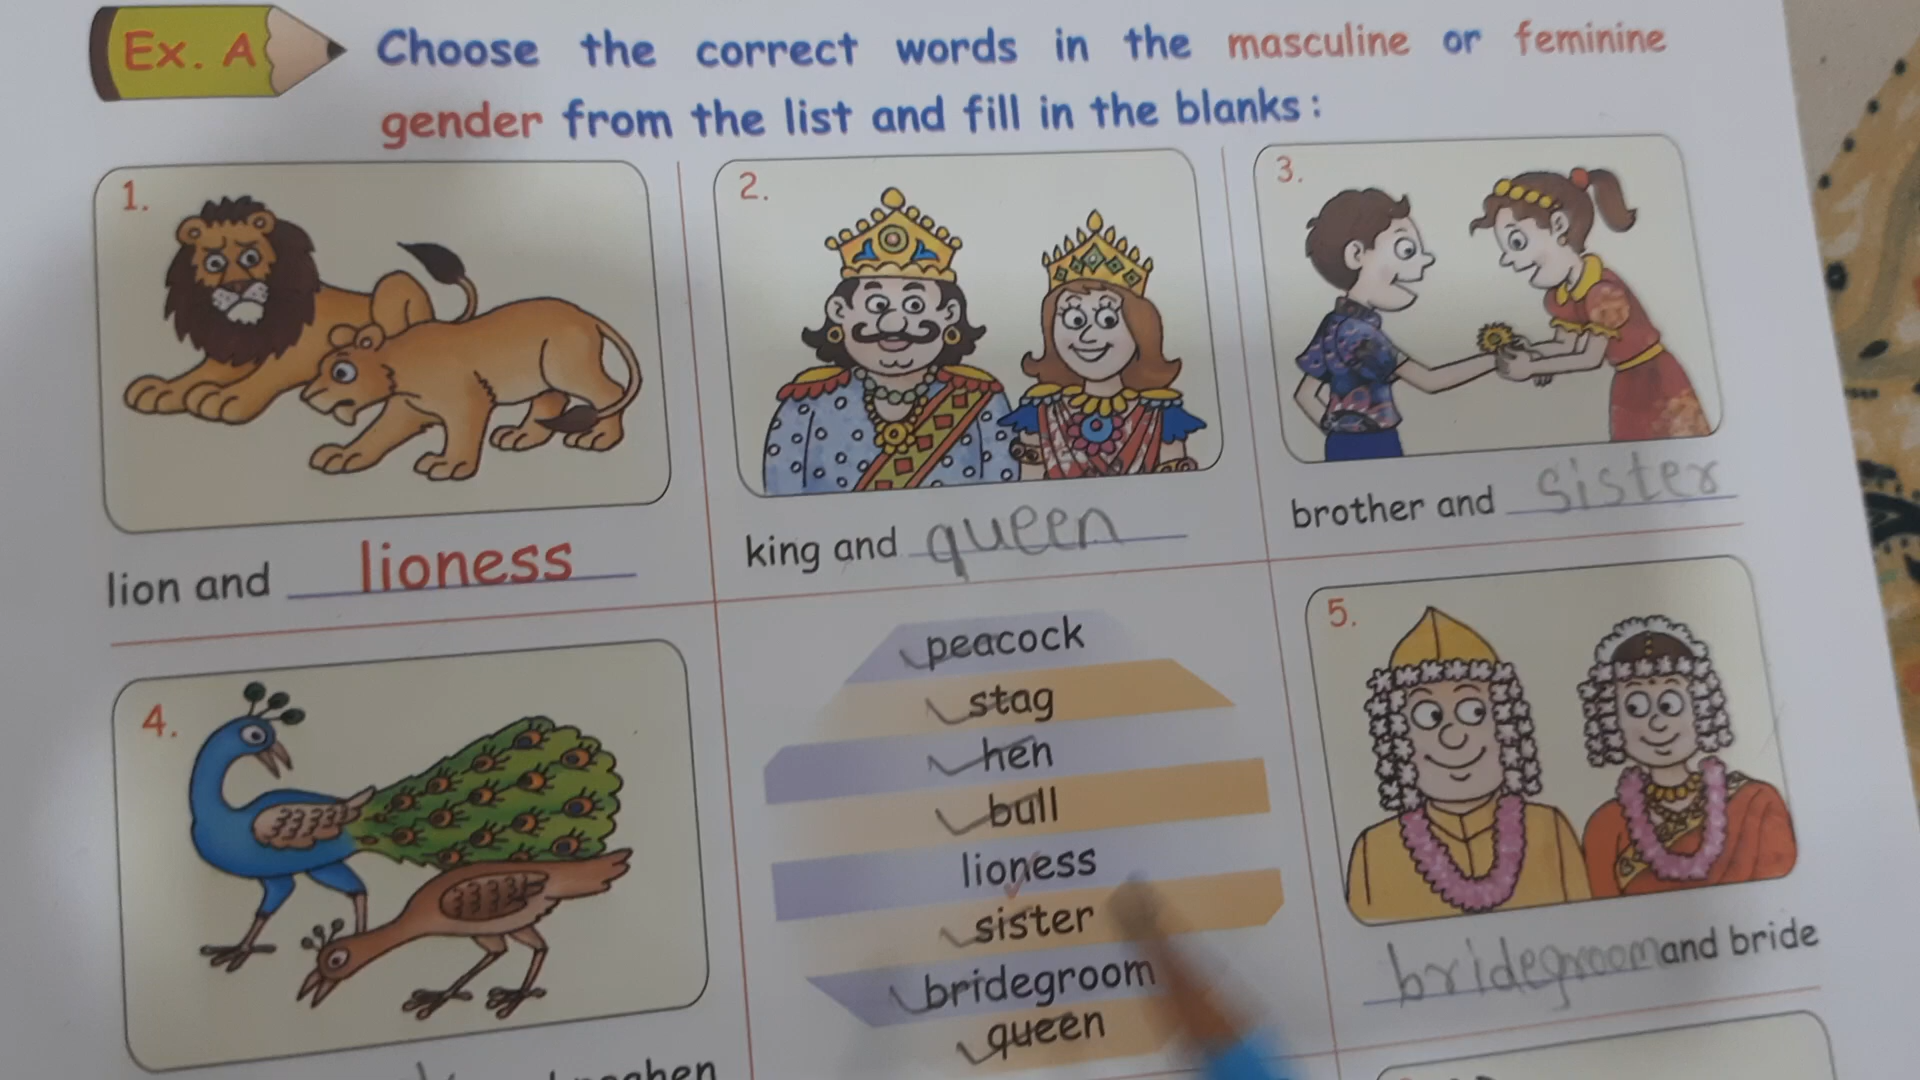 Ex. A
Choose the correct words in the masculine or feminine
gender from the list and fill in the blanks:
1.
2.
3.
lion and lioness
king and queen
brother and sister
4.
peacock
stag
hen
bull
lioness
sister
bridegroom
queen
5.
bridegroom and bride